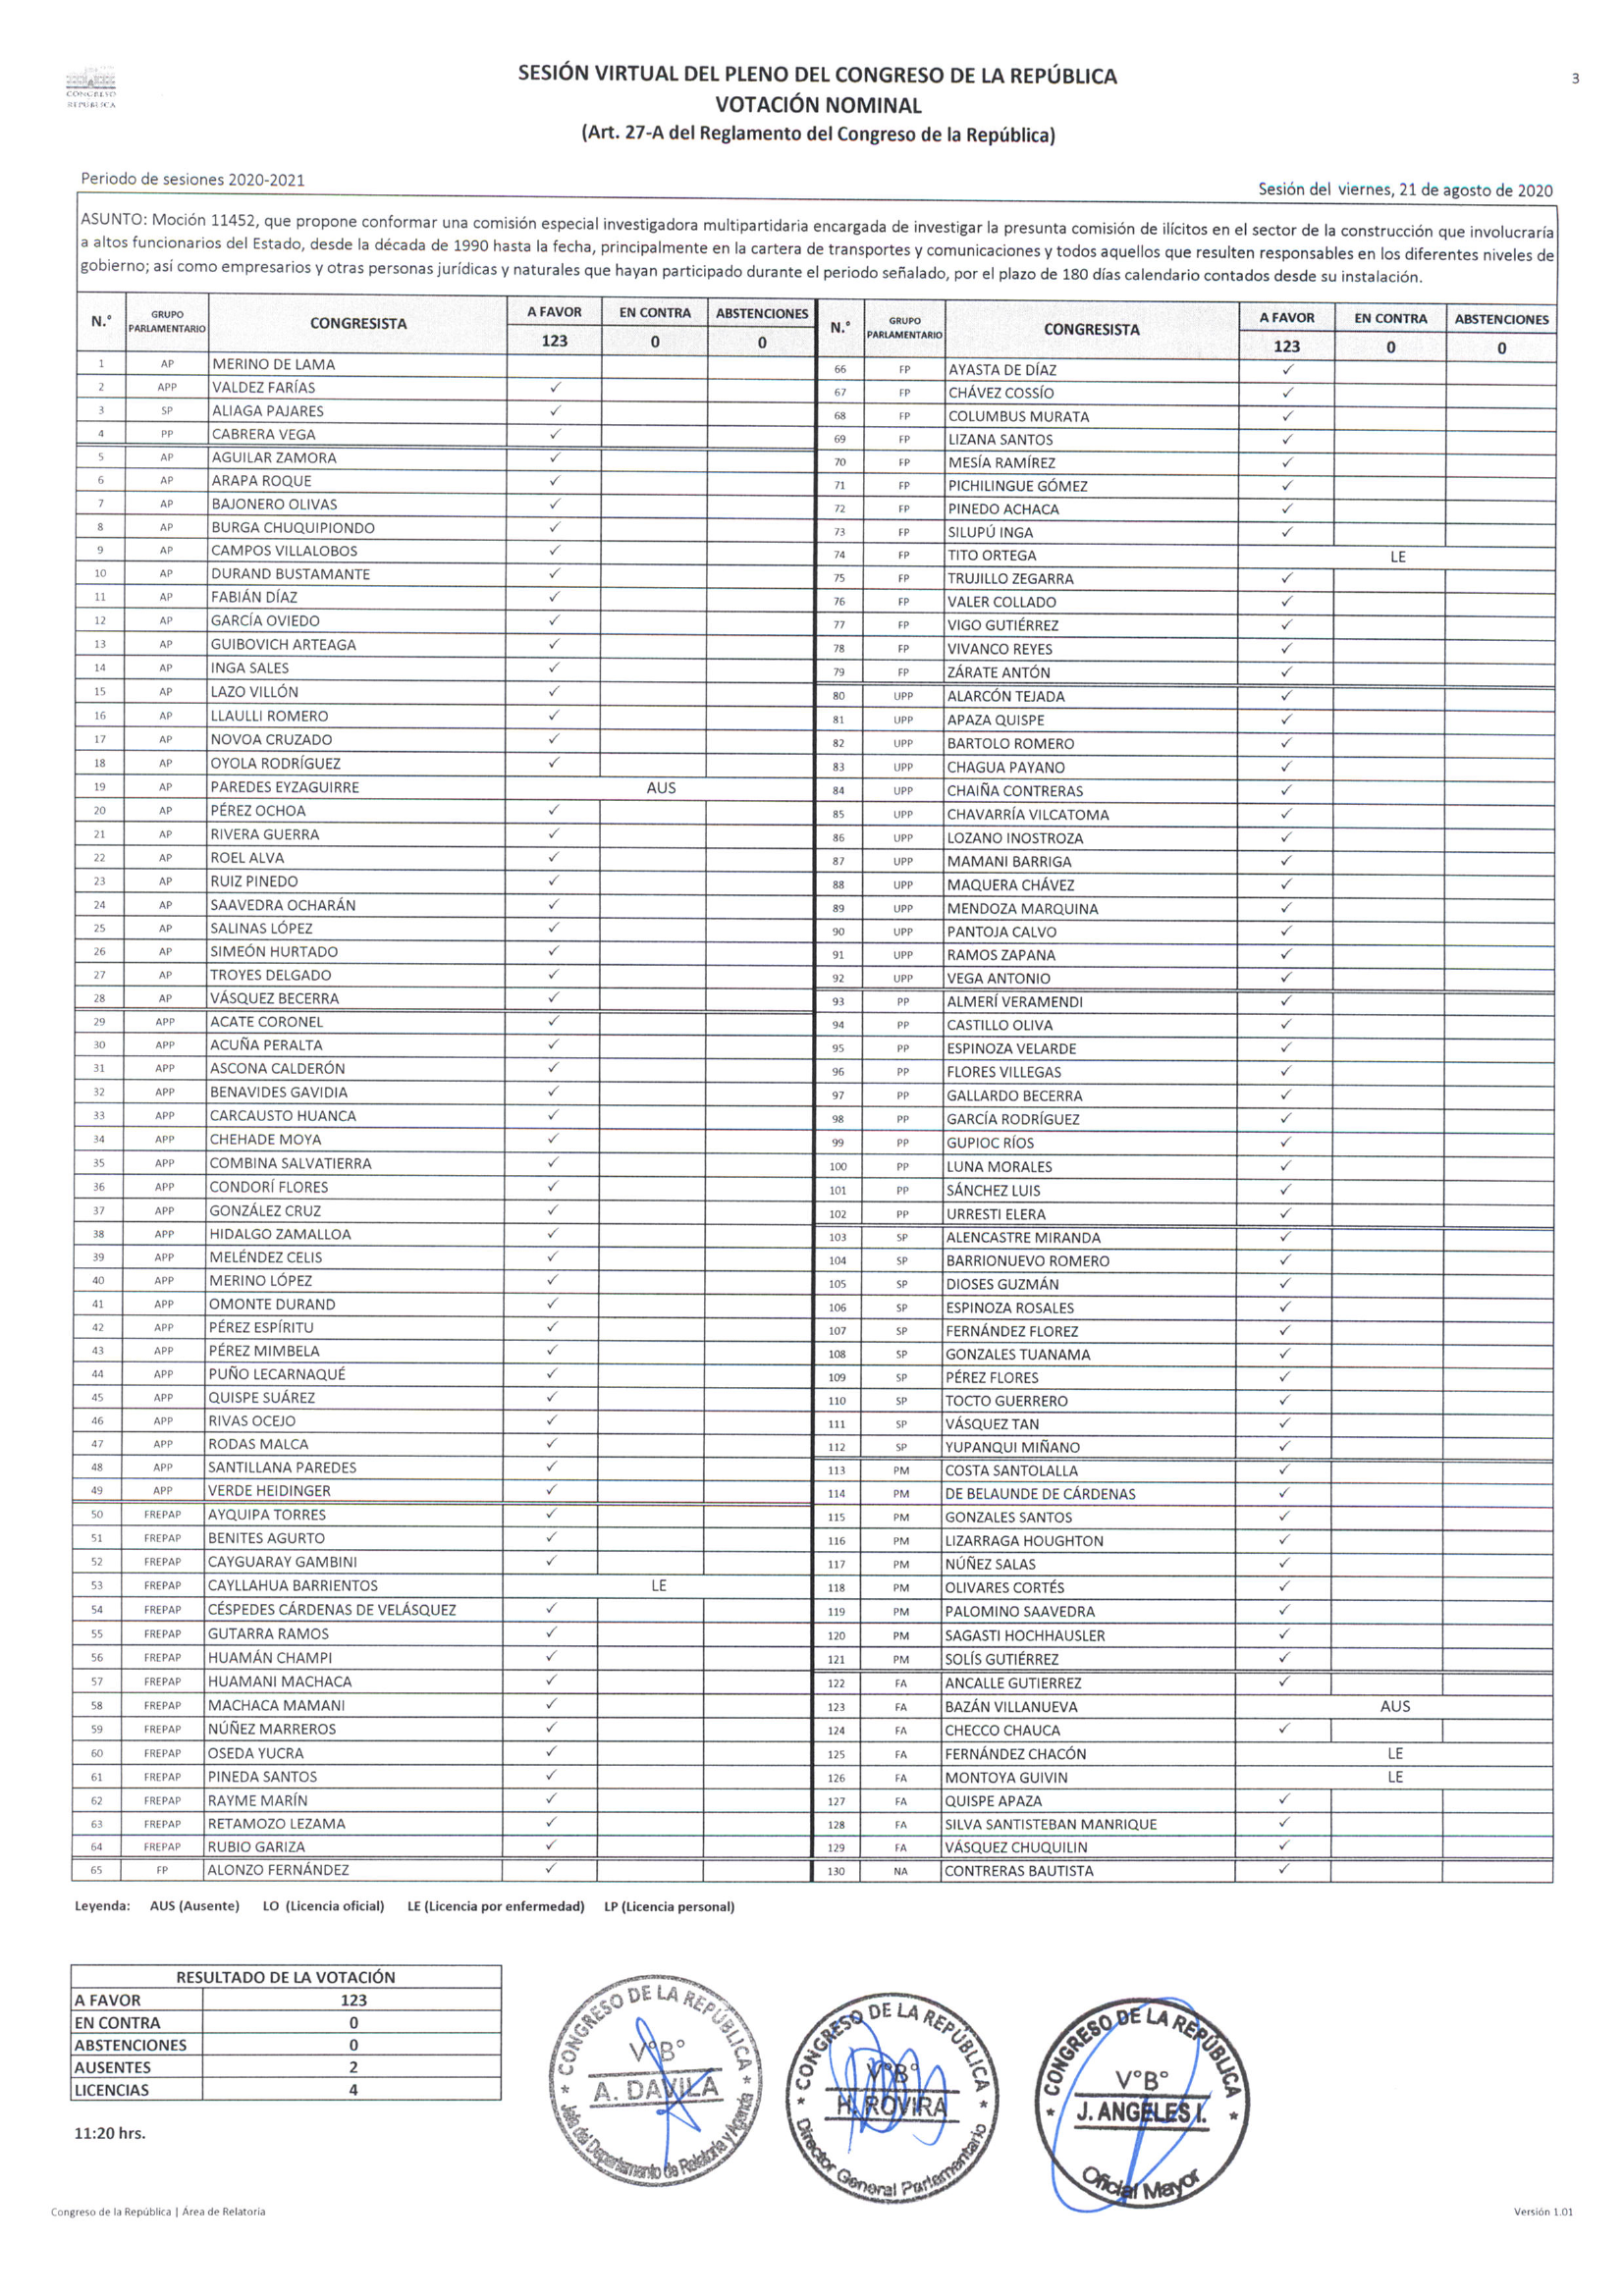 CONGRESO
REPÚBLICA
SESIÓN VIRTUAL DEL PLENO DEL CONGRESO DE LA REPÚBLICA
3
VOTACIÓN NOMINAL
(Art. 27-A del Reglamento del Congreso de la República)
Periodo de sesiones 2020-2021
Sesión del viernes, 21 de agosto de 2020
ASUNTO: Moción 11452, que propone conformar una comisión especial investigadora multipartidaria encargada de investigar la presunta comisión de ilícitos en el sector de la construcción que involucraría
a altos funcionarios del Estado, desde la década de 1990 hasta la fecha, principalmente en la cartera de transportes y comunicaciones y todos aquellos que resulten responsables en los diferentes niveles de
gobierno; así como empresarios y otras personas jurídicas y naturales que hayan participado durante el periodo señalado, por el plazo de 180 días calendario contados desde su instalación.
N.° GRUPO PARLAMENTARIO CONGRESISTA A FAVOR EN CONTRA ABSTENCIONES
123 0 0
1 AP MERINO DE LAMA
2 APP VALDEZ FARÍAS ✓
3 SP ALIAGA PAJARES ✓
4 PP CABRERA VEGA ✓
5 AP AGUILAR ZAMORA ✓
6 AP ARAPA ROQUE ✓
7 AP BAJONERO OLIVAS ✓
8 AP BURGA CHUQUIPIONDO ✓
9 AP CAMPOS VILLALOBOS ✓
10 AP DURAND BUSTAMANTE ✓
11 AP FABIÁN DÍAZ ✓
12 AP GARCÍA OVIEDO ✓
13 AP GUIBOVICH ARTEAGA ✓
14 AP INGA SALES ✓
15 AP LAZO VILLÓN ✓
16 AP LLAULLI ROMERO ✓
17 AP NOVOA CRUZADO ✓
18 AP OYOLA RODRÍGUEZ ✓
19 AP PAREDES EYZAGUIRRE AUS
20 AP PÉREZ OCHOA ✓
21 AP RIVERA GUERRA ✓
22 AP ROEL ALVA ✓
23 AP RUIZ PINEDO ✓
24 AP SAAVEDRA OCHARÁN ✓
25 AP SALINAS LÓPEZ ✓
26 AP SIMEÓN HURTADO ✓
27 AP TROYES DELGADO ✓
28 AP VÁSQUEZ BECERRA ✓
29 APP ACATE CORONEL ✓
30 APP ACUÑA PERALTA ✓
31 APP ASCONA CALDERÓN ✓
32 APP BENAVIDES GAVIDIA ✓
33 APP CARCAUSTO HUANCA ✓
34 APP CHEHADE MOYA ✓
35 APP COMBINA SALVATIERRA ✓
36 APP CONDORÍ FLORES ✓
37 APP GONZÁLEZ CRUZ ✓
38 APP HIDALGO ZAMALLOA ✓
39 APP MELÉNDEZ CELIS ✓
40 APP MERINO LÓPEZ ✓
41 APP OMONTE DURAND ✓
42 APP PÉREZ ESPÍRITU ✓
43 APP PÉREZ MIMBELA ✓
44 APP PUÑO LECARNAQUÉ ✓
45 APP QUISPE SUÁREZ ✓
46 APP RIVAS OCEJO ✓
47 APP RODAS MALCA ✓
48 APP SANTILLANA PAREDES ✓
49 APP VERDE HEIDINGER ✓
50 FREPAP AYQUIPA TORRES ✓
51 FREPAP BENITES AGURTO ✓
52 FREPAP CAYGUARAY GAMBINI ✓
53 FREPAP CAYLLAHUA BARRIENTOS LE
54 FREPAP CÉSPEDES CÁRDENAS DE VELÁSQUEZ ✓
55 FREPAP GUTARRA RAMOS ✓
56 FREPAP HUAMÁN CHAMPI ✓
57 FREPAP HUAMANI MACHACA ✓
58 FREPAP MACHACA MAMANI ✓
59 FREPAP NÚÑEZ MARREROS ✓
60 FREPAP OSEDA YUCRA ✓
61 FREPAP PINEDA SANTOS ✓
62 FREPAP RAYME MARÍN ✓
63 FREPAP RETAMOZO LEZAMA ✓
64 FREPAP RUBIO GARIZA ✓
65 FP ALONZO FERNÁNDEZ ✓
N.° GRUPO PARLAMENTARIO CONGRESISTA A FAVOR EN CONTRA ABSTENCIONES
123 0 0
66 FP AYASTA DE DÍAZ ✓
67 FP CHÁVEZ COSSÍO ✓
68 FP COLUMBUS MURATA ✓
69 FP LIZANA SANTOS ✓
70 FP MESÍA RAMÍREZ ✓
71 FP PICHILINGUE GÓMEZ ✓
72 FP PINEDO ACHACA ✓
73 FP SILUPÚ INGA ✓
74 FP TITO ORTEGA LE
75 FP TRUJILLO ZEGARRA ✓
76 FP VALER COLLADO ✓
77 FP VIGO GUTIÉRREZ ✓
78 FP VIVANCO REYES ✓
79 FP ZÁRATE ANTÓN ✓
80 UPP ALARCÓN TEJADA ✓
81 UPP APAZA QUISPE ✓
82 UPP BARTOLO ROMERO ✓
83 UPP CHAGUA PAYANO ✓
84 UPP CHAIÑA CONTRERAS ✓
85 UPP CHAVARRÍA VILCATOMA ✓
86 UPP LOZANO INOSTROZA ✓
87 UPP MAMANI BARRIGA ✓
88 UPP MAQUERA CHÁVEZ ✓
89 UPP MENDOZA MARQUINA ✓
90 UPP PANTOJA CALVO ✓
91 UPP RAMOS ZAPANA ✓
92 UPP VEGA ANTONIO ✓
93 PP ALMERÍ VERAMENDI ✓
94 PP CASTILLO OLIVA ✓
95 PP ESPINOZA VELARDE ✓
96 PP FLORES VILLEGAS ✓
97 PP GALLARDO BECERRA ✓
98 PP GARCÍA RODRÍGUEZ ✓
99 PP GUPIOC RÍOS ✓
100 PP LUNA MORALES ✓
101 PP SÁNCHEZ LUIS ✓
102 PP URRESTI ELERA ✓
103 SP ALENCASTRE MIRANDA ✓
104 SP BARRIONUEVO ROMERO ✓
105 SP DIOSES GUZMÁN ✓
106 SP ESPINOZA ROSALES ✓
107 SP FERNÁNDEZ FLOREZ ✓
108 SP GONZALES TUANAMA ✓
109 SP PÉREZ FLORES ✓
110 SP TOCTO GUERRERO ✓
111 SP VÁSQUEZ TAN ✓
112 SP YUPANQUI MIÑANO ✓
113 PM COSTA SANTOLALLA ✓
114 PM DE BELAUNDE DE CÁRDENAS ✓
115 PM GONZALES SANTOS ✓
116 PM LIZARRAGA HOUGHTON ✓
117 PM NÚÑEZ SALAS ✓
118 PM OLIVARES CORTÉS ✓
119 PM PALOMINO SAAVEDRA ✓
120 PM SAGASTI HOCHHAUSLER ✓
121 PM SOLÍS GUTIÉRREZ ✓
122 FA ANCALLE GUTIERREZ ✓
123 FA BAZÁN VILLANUEVA AUS
124 FA CHECCO CHAUCA ✓
125 FA FERNÁNDEZ CHACÓN LE
126 FA MONTOYA GUIVIN LE
127 FA QUISPE APAZA ✓
128 FA SILVA SANTISTEBAN MANRIQUE ✓
129 FA VÁSQUEZ CHUQUILIN ✓
130 NA CONTRERAS BAUTISTA ✓
Leyenda: AUS (Ausente) LO (Licencia oficial) LE (Licencia por enfermedad) LP (Licencia personal)
RESULTADO DE LA VOTACIÓN
A FAVOR 123
EN CONTRA 0
ABSTENCIONES 0
AUSENTES 2
LICENCIAS 4
11:20 hrs.
CONGRESO DE LA REPÚBLICA
V°B°
A. DAVILA
Jefe del Departamento de Relatoría y Agenda
CONGRESO DE LA REPÚBLICA
V°B°
H. ROVIRA
Director General Parlamentario
CONGRESO DE LA REPÚBLICA
V°B°
J. ANGELES I.
Oficial Mayor
Congreso de la República | Área de Relatoría
Versión 1.01